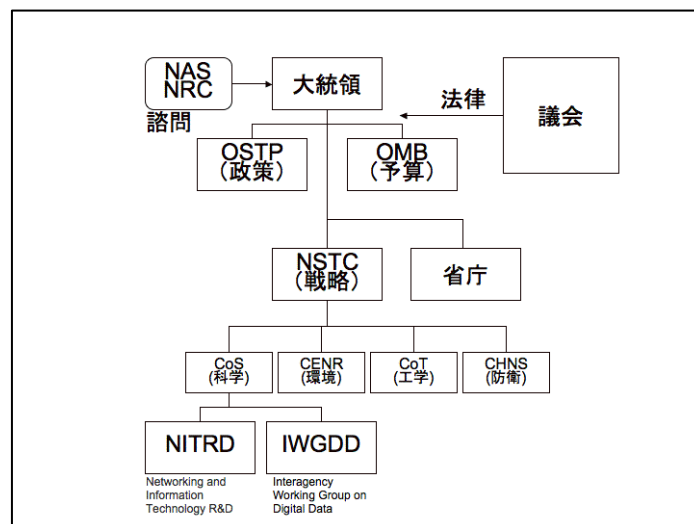 NAS
NRC
諮問
大統領
法律
議会
OSTP
（政策）
OMB
（予算）
NSTC
（戦略）
省庁
CoS
(科学)
CENR
(環境)
CoT
(工学)
CHNS
(防衛)
NITRD
IWGDD
Networking and
Information
Technology R&D
Interagency
Working Group on
Digital Data